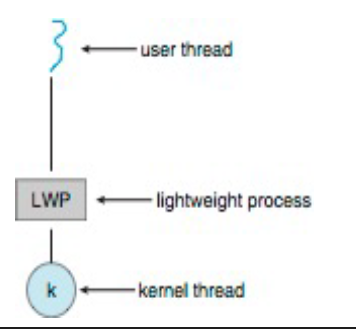 user thread
LWP
lightweight process
k
kernel thread